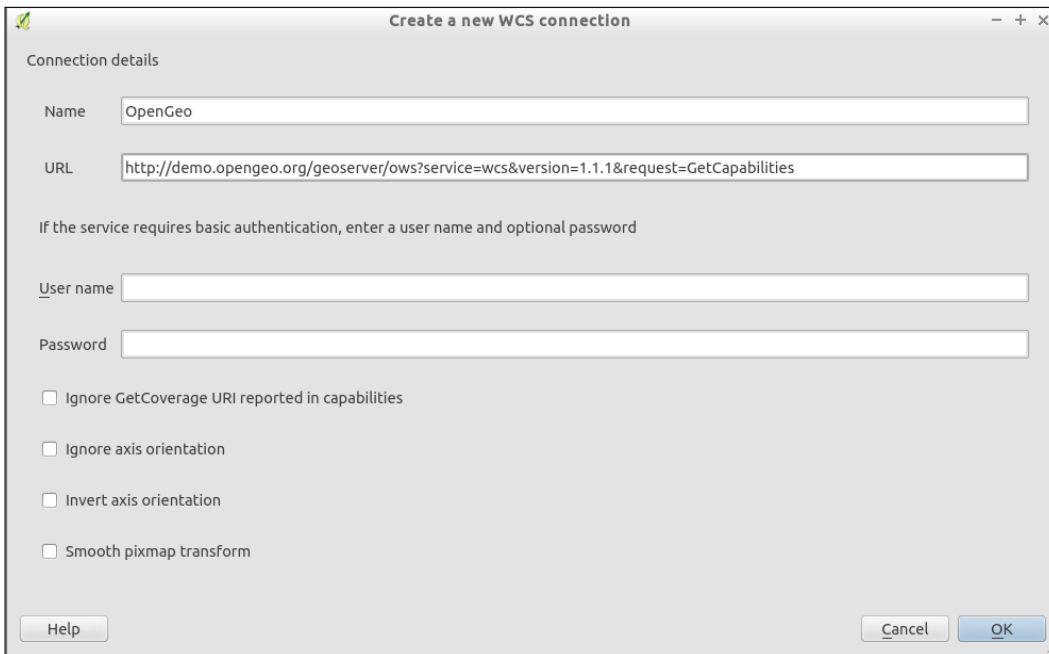 Create a new WCS connection
Connection details
Name OpenGeo
URL http://demo.opengeo.org/geoserver/ows?service=wcs&version=1.1.1&request=GetCapabilities
If the service requires basic authentication, enter a user name and optional password
User name
Password
Ignore GetCoverage URI reported in capabilities
Ignore axis orientation
Invert axis orientation
Smooth pixmap transform
Help Cancel OK